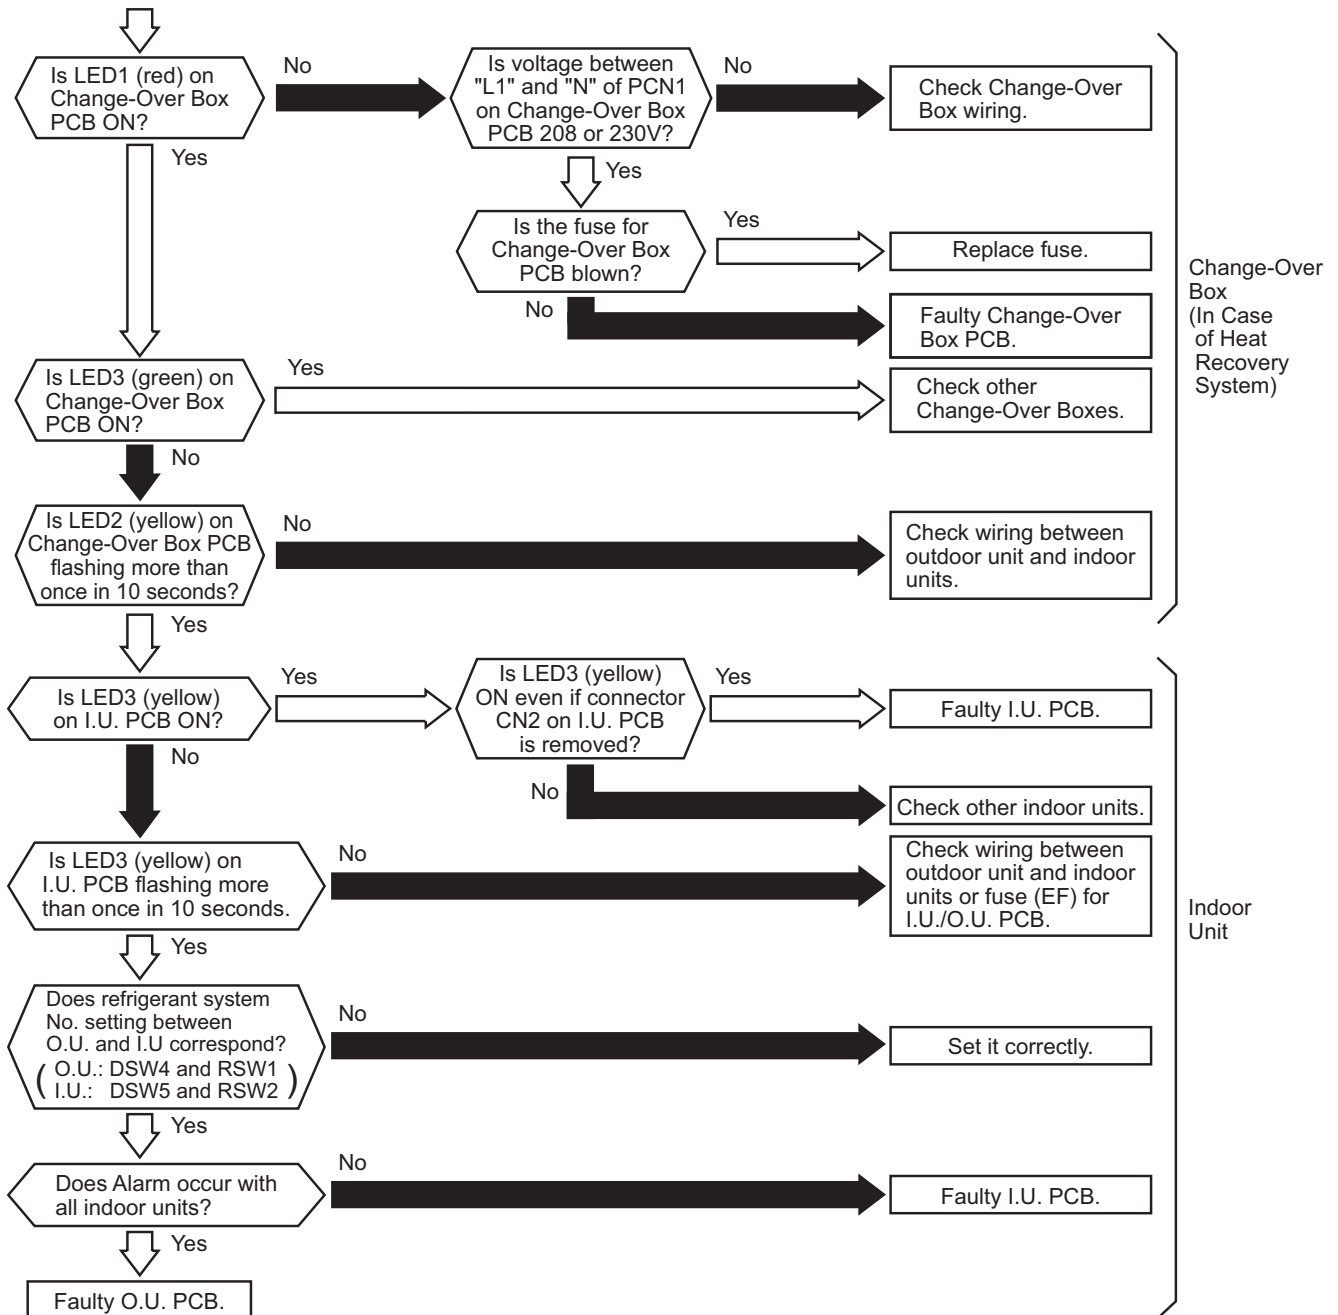 Is LED1 (red) on
Change-Over Box
PCB ON?
No
Is voltage between
"L1" and "N" of PCN1
on Change-Over Box
PCB 208 or 230V?
No
Check Change-Over
Box wiring.
Yes
Yes
Is the fuse for
Change-Over Box
PCB blown?
Yes
Replace fuse.
No
Faulty Change-Over
Box PCB.
Change-Over
Box
(In Case
of Heat
Recovery
System)
Is LED3 (green) on
Change-Over Box
PCB ON?
Yes
Check other
Change-Over Boxes.
No
Is LED2 (yellow) on
Change-Over Box PCB
flashing more than
once in 10 seconds?
No
Check wiring between
outdoor unit and indoor
units.
Yes
Is LED3 (yellow)
on I.U. PCB ON?
Yes
Is LED3 (yellow)
ON even if connector
CN2 on I.U. PCB
is removed?
Yes
Faulty I.U. PCB.
No
No
Check other indoor units.
Is LED3 (yellow) on
I.U. PCB flashing more
than once in 10 seconds.
No
Check wiring between
outdoor unit and indoor
units or fuse (EF) for
I.U./O.U. PCB.
Indoor
Unit
Yes
Does refrigerant system
No. setting between
O.U. and I.U correspond?
( O.U.: DSW4 and RSW1
I.U.: DSW5 and RSW2 )
No
Set it correctly.
Yes
Does Alarm occur with
all indoor units?
No
Faulty I.U. PCB.
Yes
Faulty O.U. PCB.